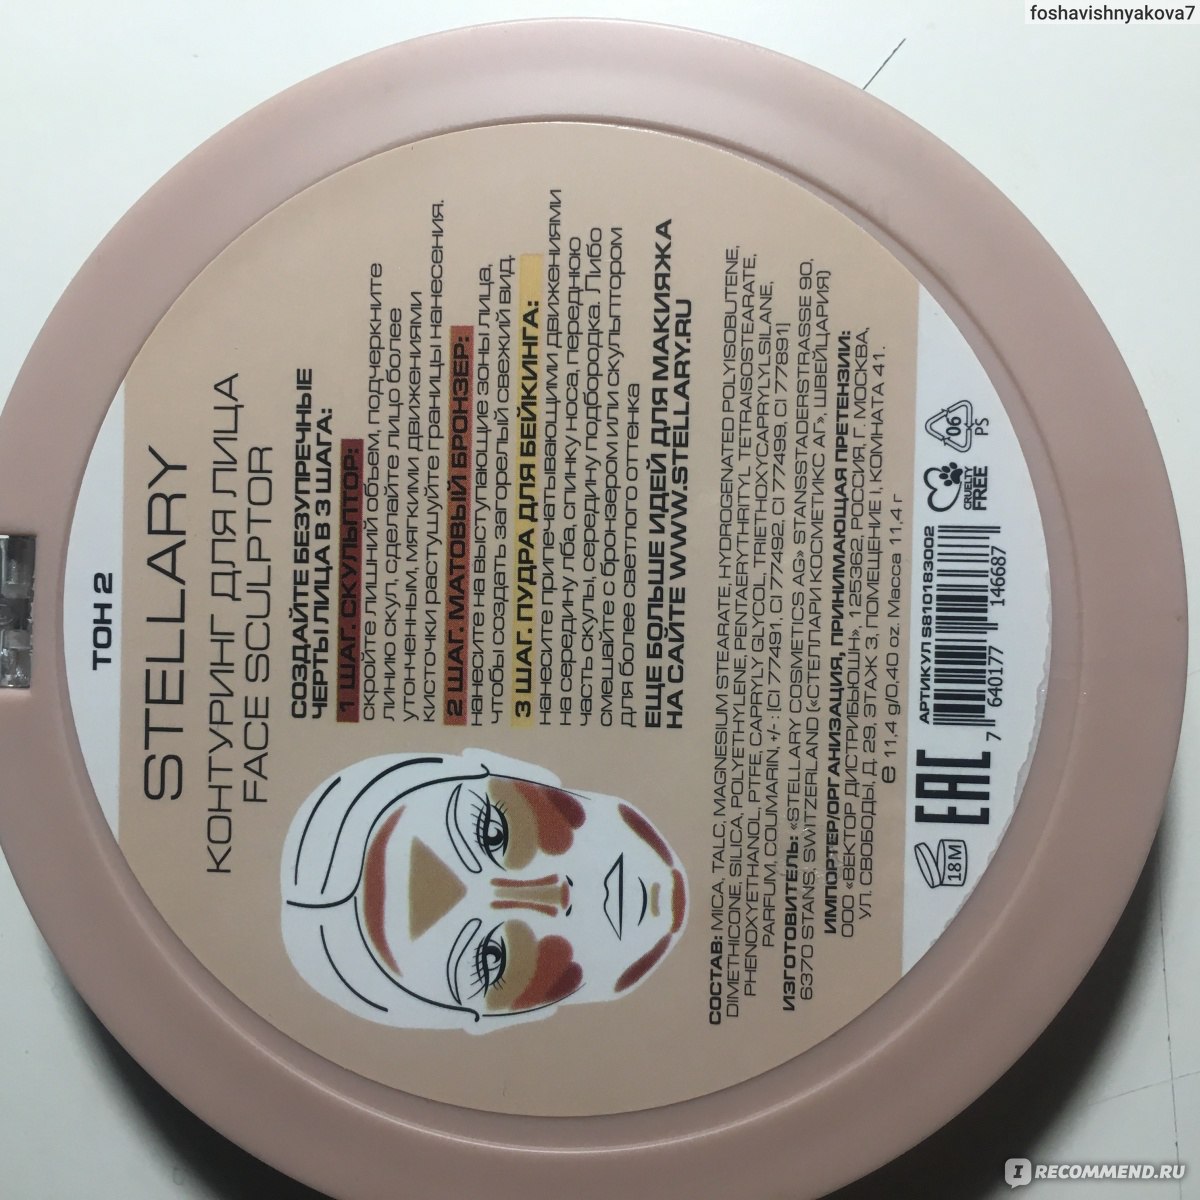 foshavishnyakova7
ТОН 2
STELLARY
КОНТУРИНГ ДЛЯ ЛИЦА
FACE SCULPTOR
СОЗДАЙТЕ БЕЗУПРЕЧНЫЕ
ЧЕРТЫ ЛИЦА В 3 ШАГА:
1 ШАГ. СКУЛЬПТОР:
скройте лишний объем, подчеркните
линию скул, сделайте лицо более
утонченным, мягкими движениями
кисточки растушуйте границы нанесения.
2 ШАГ. МАТОВЫЙ БРОНЗЕР:
нанесите на выступающие зоны лица,
чтобы создать загорелый свежий вид.
3 ШАГ. ПУДРА ДЛЯ БЕЙКИНГА:
нанесите припечатывающими движениями
на середину лба, спинку носа, переднюю
часть скулы, середину подбородка. Либо
смешайте с бронзером или скульптором
для более светлого оттенка
ЕЩЕ БОЛЬШЕ ИДЕЙ ДЛЯ МАКИЯЖА
НА САЙТЕ WWW.STELLARY.RU
СОСТАВ: MICA, TALC, MAGNESIUM STEARATE, HYDROGENATED POLYISOBUTENE,
DIMETHICONE, SILICA, POLYETHYLENE, PENTAERYTHRITYL TETRAISOSTEARATE,
PHENOXYETHANOL, PTFE, CAPRYLYL GLYCOL, TRIETHOXYCAPRYLYLSILANE,
PARFUM, COUMARIN, +/- : [CI 77491, CI 77492, CI 77499, CI 77891]
ИЗГОТОВИТЕЛЬ: «STELLARY COSMETICS AG» STANSSTADERSTRASSE 90,
6370 STANS, SWITZERLAND («СТЕЛЛАРИ КОСМЕТИКС АГ», ШВЕЙЦАРИЯ)
ИМПОРТЕР/ОРГАНИЗАЦИЯ, ПРИНИМАЮЩАЯ ПРЕТЕНЗИИ:
ООО «ВЕКТОР ДИСТРИБЬЮШН», 125362, РОССИЯ, Г. МОСКВА,
УЛ. СВОБОДЫ, Д. 29, ЭТАЖ 3, ПОМЕЩЕНИЕ I, КОМНАТА 41.
℮ 11,4 g/0.40 oz. Масса 11,4 г
18M
EAC
АРТИКУЛ S8101B3002
7 640177 146687
CRUELTY
FREE
06
PS
IRECOMMEND.RU